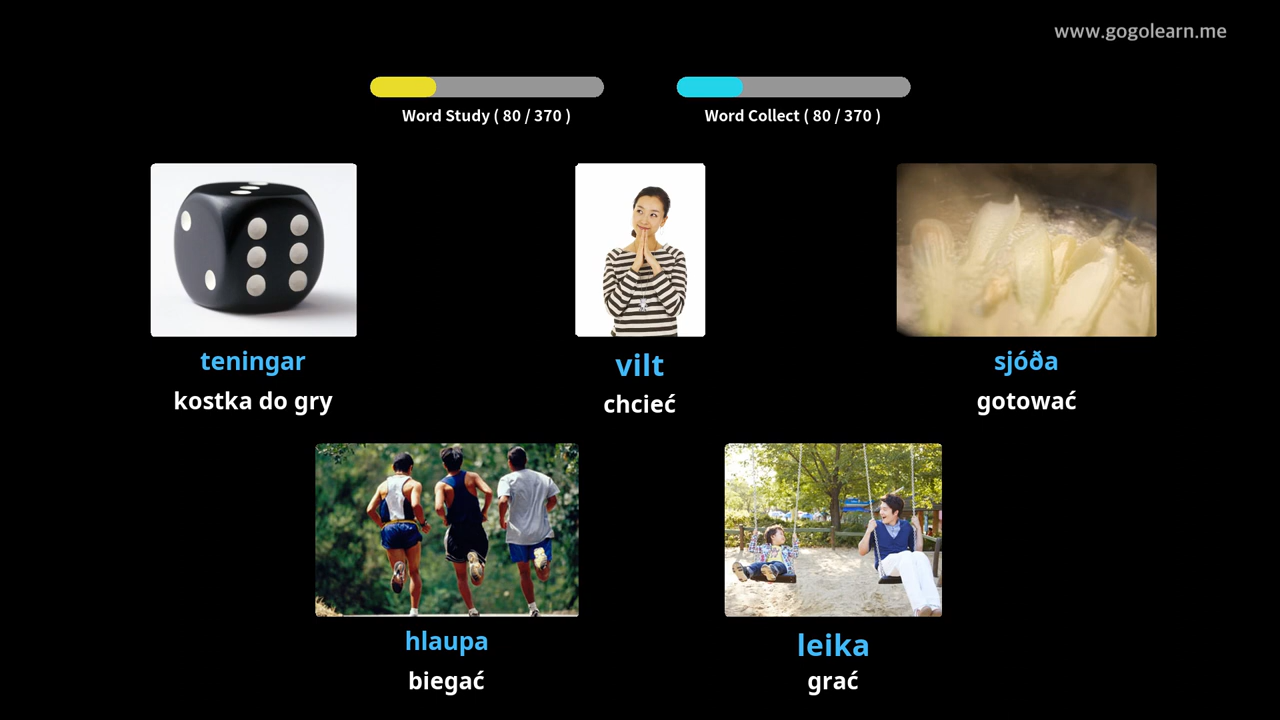 www.gogolearn.me
Word Study ( 80 / 370 )
Word Collect ( 80 / 370 )
teningar
kostka do gry
vilt
chcieć
sjóða
gotować
hlaupa
biegać
leika
grać